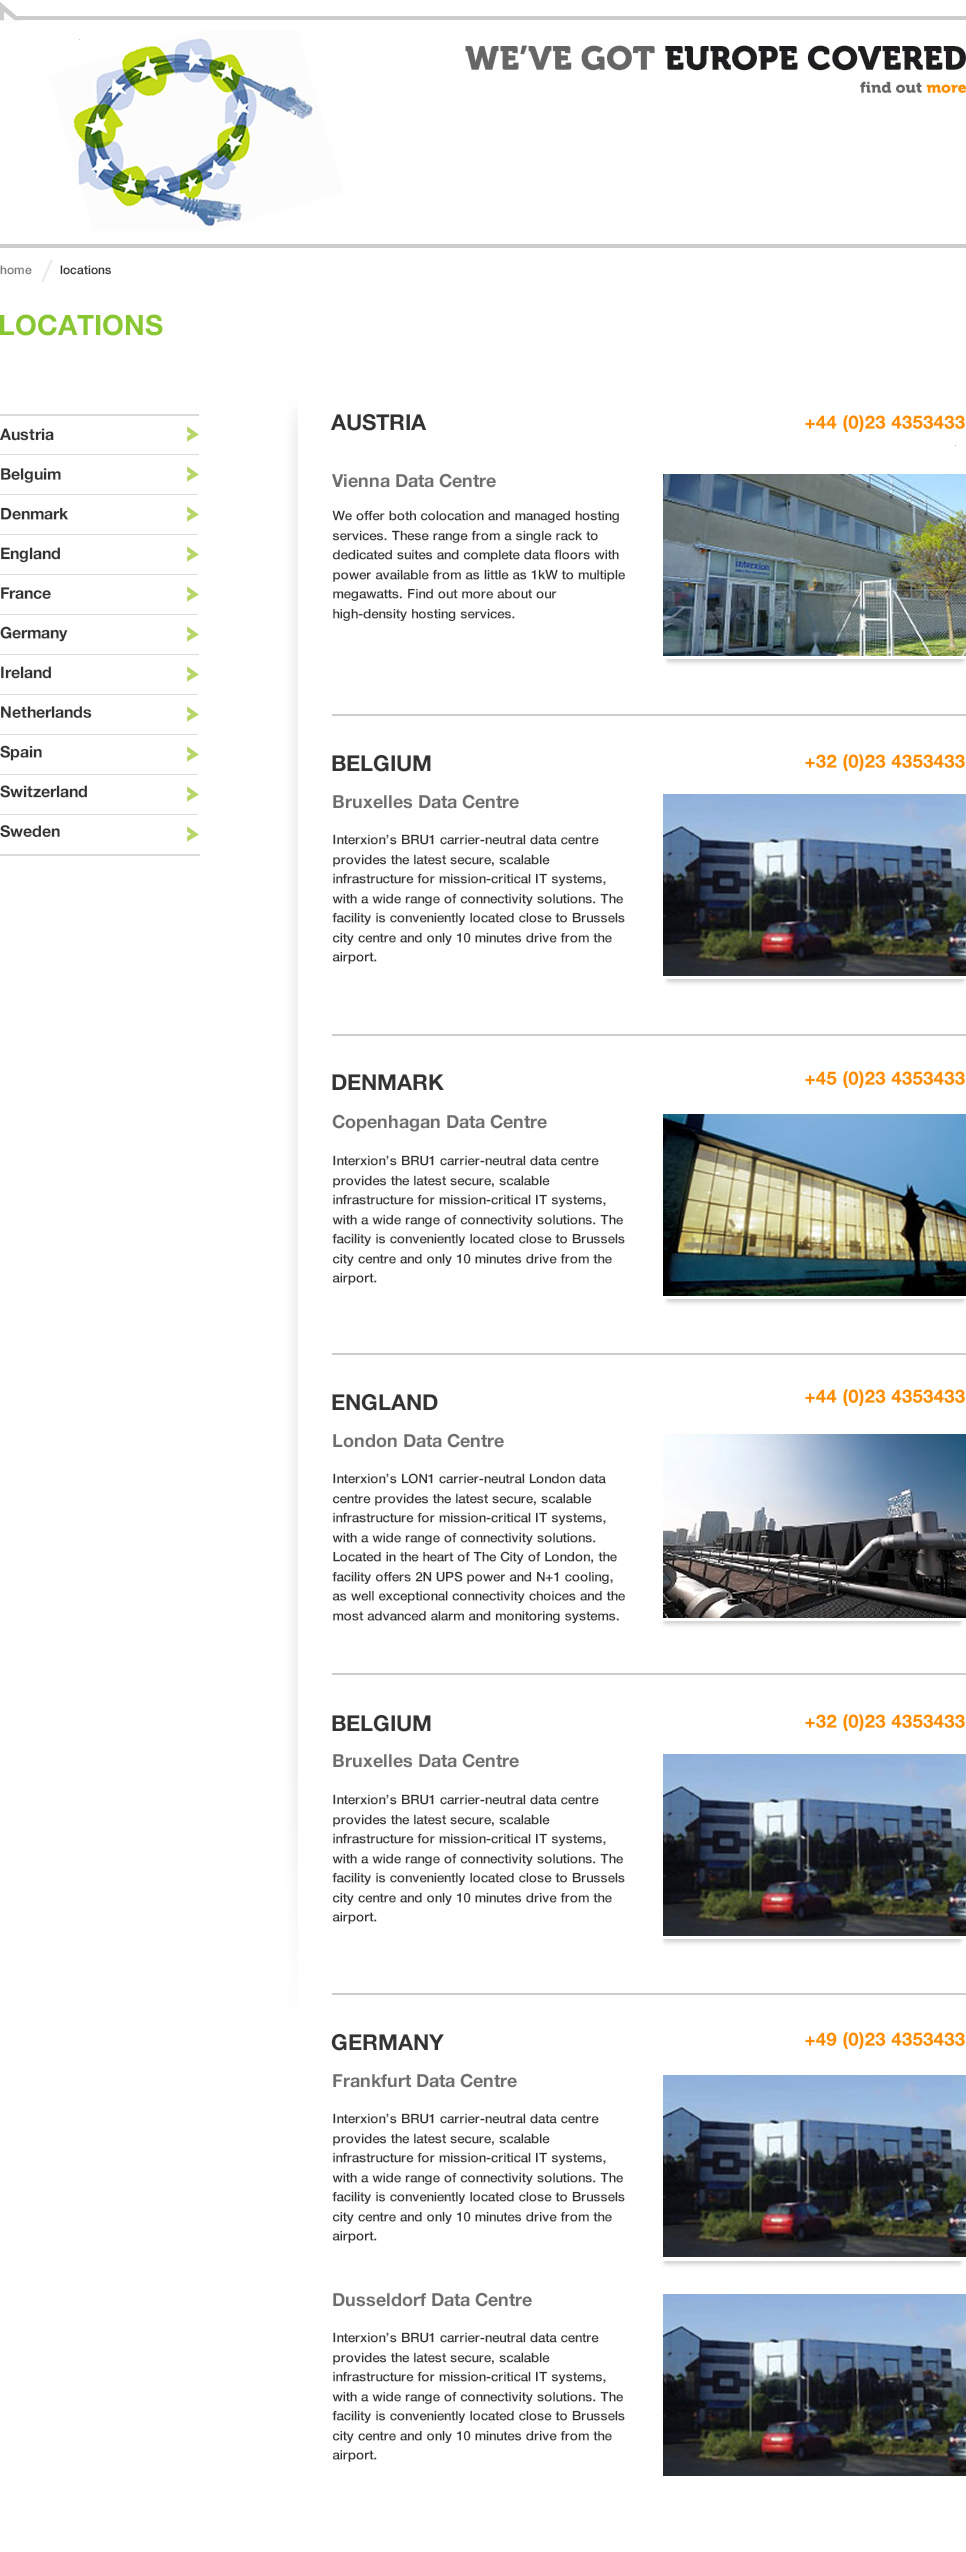 WE'VE GOT EUROPE COVERED
find out more
home / locations
LOCATIONS
Austria
Belguim
Denmark
England
France
Germany
Ireland
Netherlands
Spain
Switzerland
Sweden
AUSTRIA
+44 (0)23 4353433
Vienna Data Centre
We offer both colocation and managed hosting
services. These range from a single rack to
dedicated suites and complete data floors with
power available from as little as 1kW to multiple
megawatts. Find out more about our
high-density hosting services.
interxion
BELGIUM
+32 (0)23 4353433
Bruxelles Data Centre
Interxion's BRU1 carrier-neutral data centre
provides the latest secure, scalable
infrastructure for mission-critical IT systems,
with a wide range of connectivity solutions. The
facility is conveniently located close to Brussels
city centre and only 10 minutes drive from the
airport.
DENMARK
+45 (0)23 4353433
Copenhagan Data Centre
Interxion's BRU1 carrier-neutral data centre
provides the latest secure, scalable
infrastructure for mission-critical IT systems,
with a wide range of connectivity solutions. The
facility is conveniently located close to Brussels
city centre and only 10 minutes drive from the
airport.
ENGLAND
+44 (0)23 4353433
London Data Centre
Interxion's LON1 carrier-neutral London data
centre provides the latest secure, scalable
infrastructure for mission-critical IT systems,
with a wide range of connectivity solutions.
Located in the heart of The City of London, the
facility offers 2N UPS power and N+1 cooling,
as well exceptional connectivity choices and the
most advanced alarm and monitoring systems.
BELGIUM
+32 (0)23 4353433
Bruxelles Data Centre
Interxion's BRU1 carrier-neutral data centre
provides the latest secure, scalable
infrastructure for mission-critical IT systems,
with a wide range of connectivity solutions. The
facility is conveniently located close to Brussels
city centre and only 10 minutes drive from the
airport.
GERMANY
+49 (0)23 4353433
Frankfurt Data Centre
Interxion's BRU1 carrier-neutral data centre
provides the latest secure, scalable
infrastructure for mission-critical IT systems,
with a wide range of connectivity solutions. The
facility is conveniently located close to Brussels
city centre and only 10 minutes drive from the
airport.
Dusseldorf Data Centre
Interxion's BRU1 carrier-neutral data centre
provides the latest secure, scalable
infrastructure for mission-critical IT systems,
with a wide range of connectivity solutions. The
facility is conveniently located close to Brussels
city centre and only 10 minutes drive from the
airport.